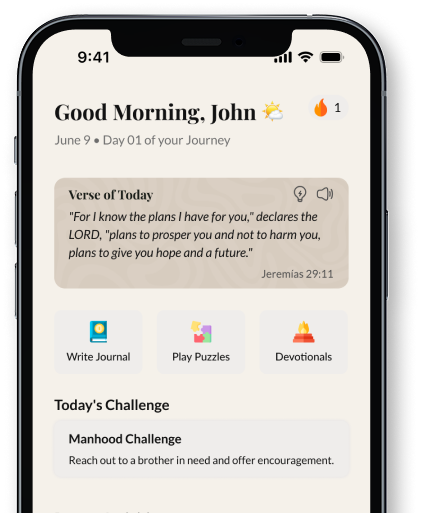 9:41
Good Morning, John
1
June 9 • Day 01 of your Journey
Verse of Today
"For I know the plans I have for you," declares the
LORD, "plans to prosper you and not to harm you,
plans to give you hope and a future."
Jeremías 29:11
Write Journal
Play Puzzles
Devotionals
Today's Challenge
Manhood Challenge
Reach out to a brother in need and offer encouragement.